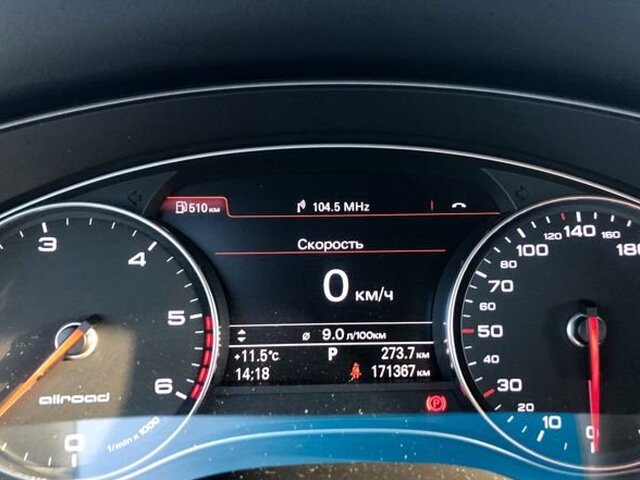 510 км
104.5 MHz
Скорость
0 км/ч
ø 9.0 л/100км
+11.5°c P 273.7 км
14:18 171367 км
(P)
0
3
4
5
6
allroad
1/min x 1000
0
10
20
30
50
70
80
100
120
140
160
180